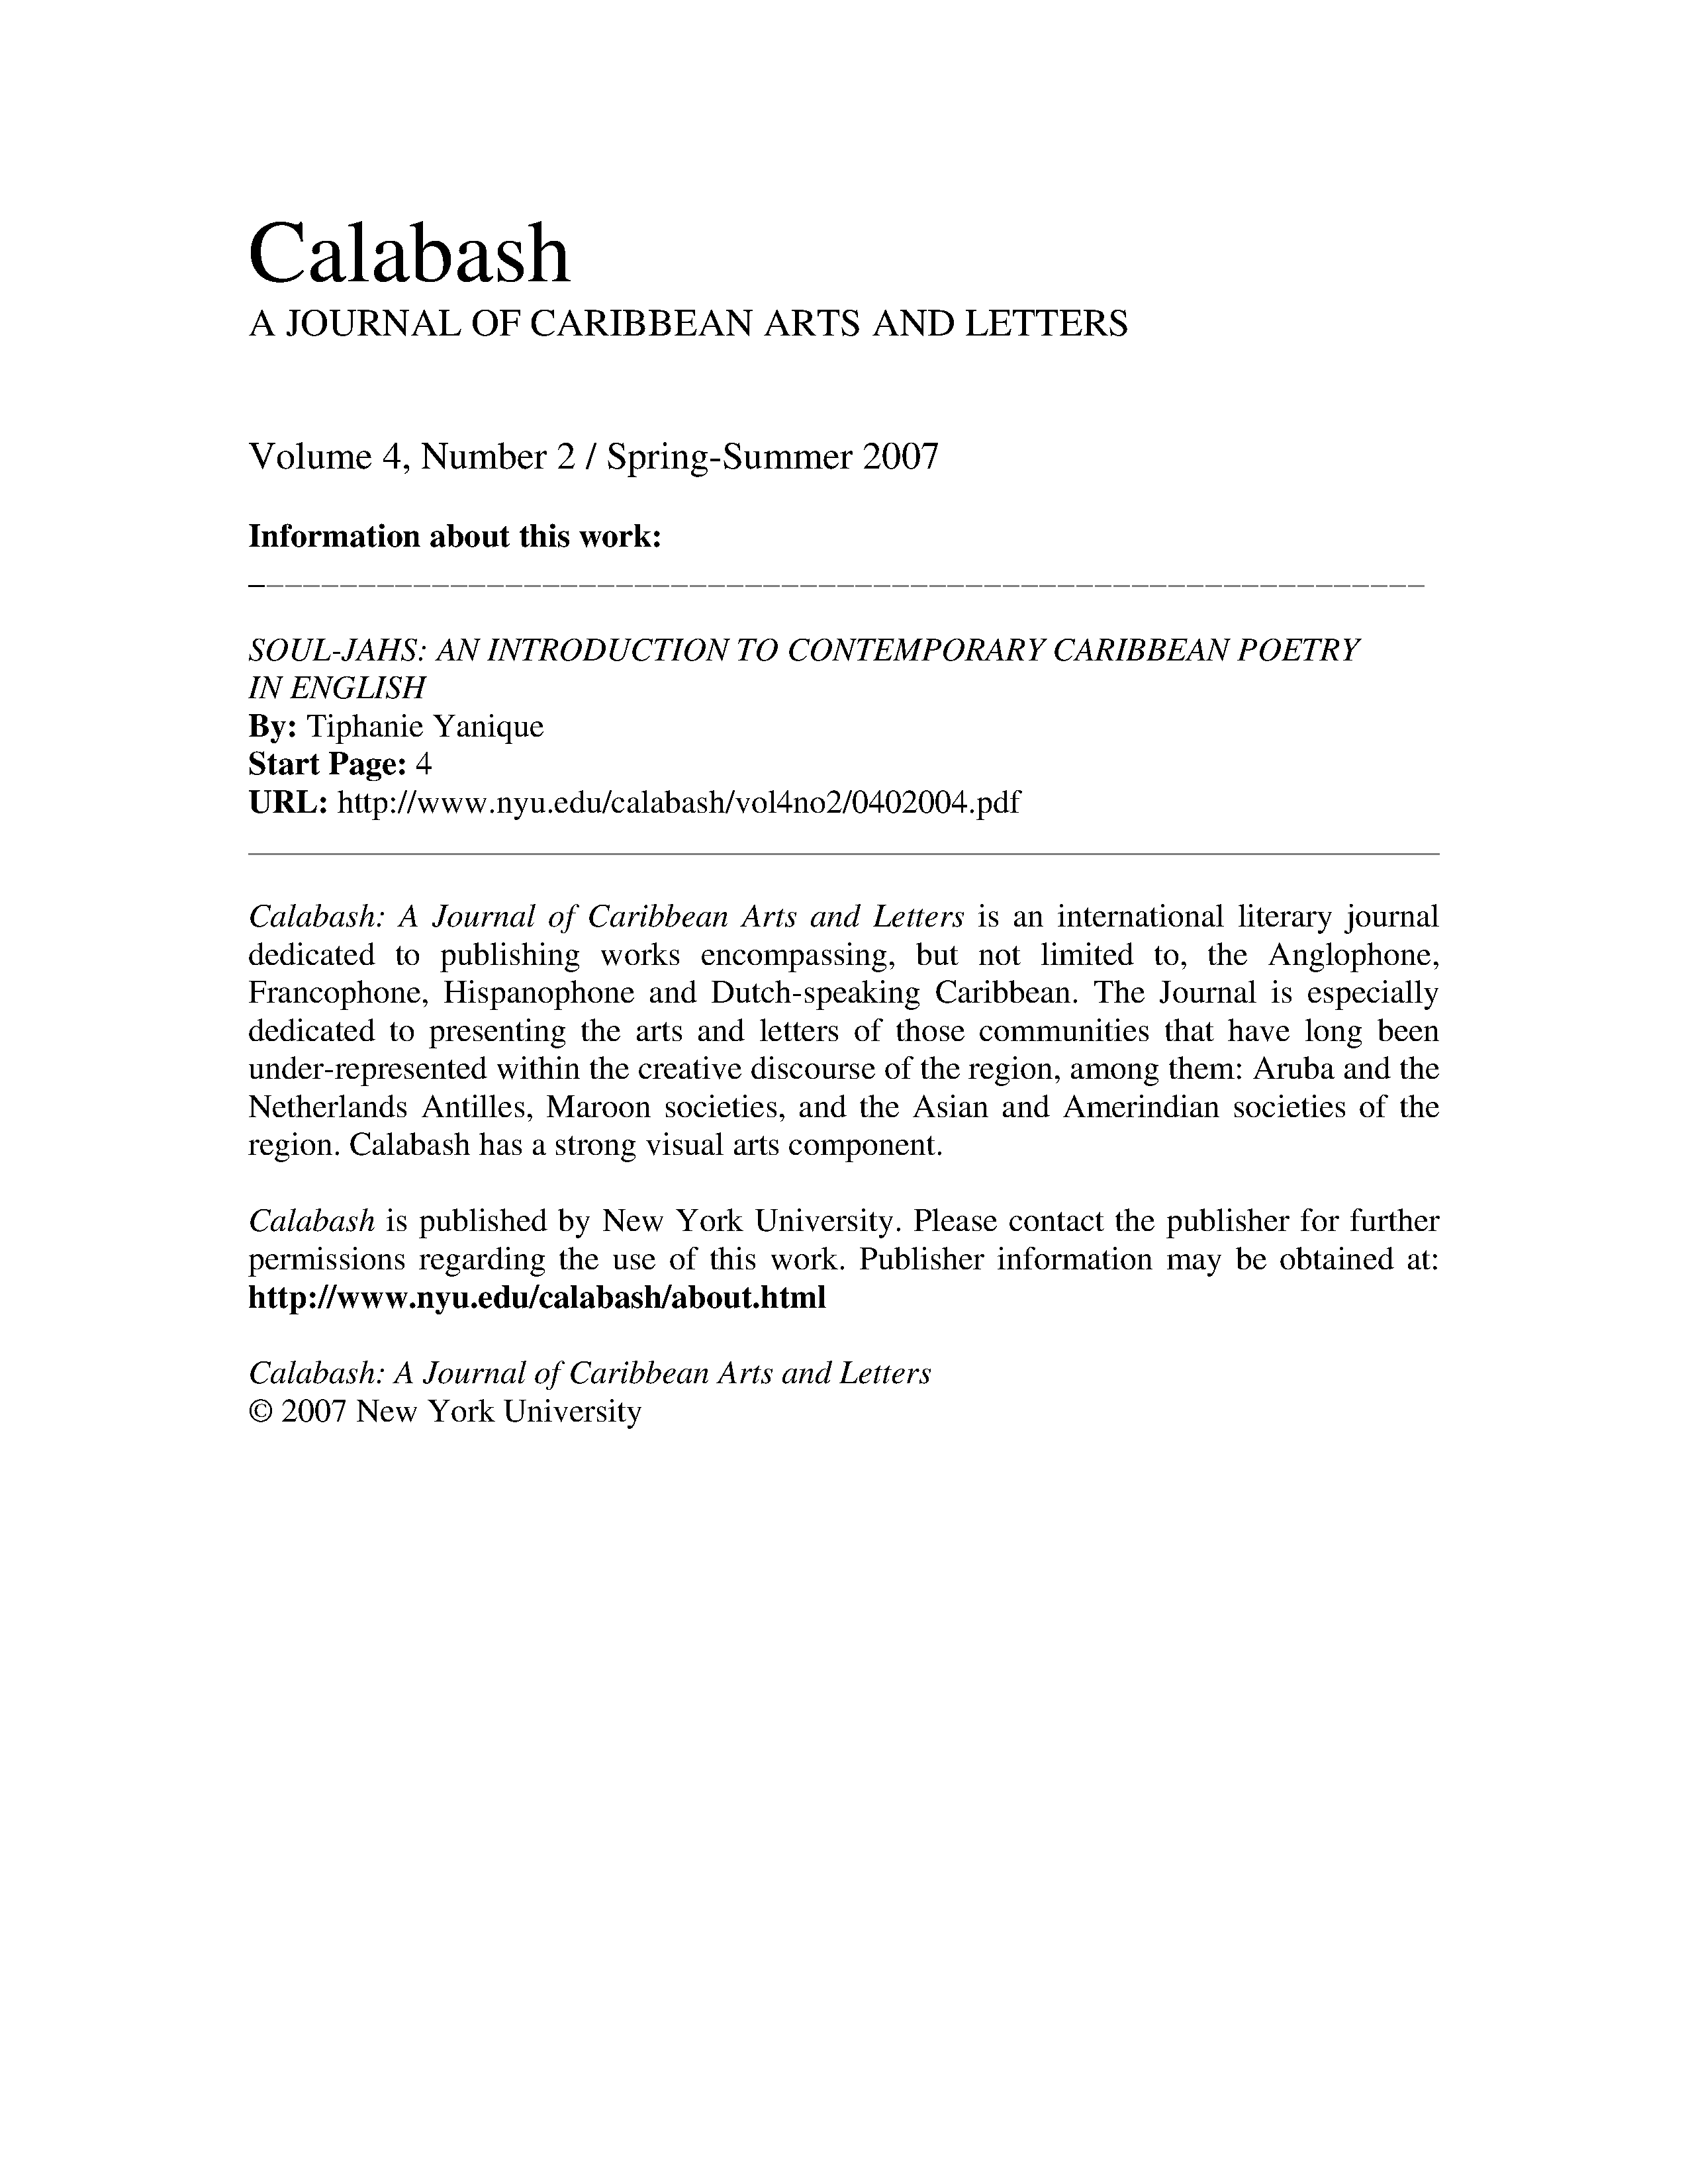 Calabash
A JOURNAL OF CARIBBEAN ARTS AND LETTERS
Volume 4, Number 2 / Spring-Summer 2007
Information about this work:
SOUL-JAHS: AN INTRODUCTION TO CONTEMPORARY CARIBBEAN POETRY
IN ENGLISH
By: Tiphanie Yanique
Start Page: 4
URL: http://www.nyu.edu/calabash/vol4no2/0402004.pdf
Calabash: A Journal of Caribbean Arts and Letters is an international literary journal
dedicated to publishing works encompassing, but not limited to, the Anglophone,
Francophone, Hispanophone and Dutch-speaking Caribbean. The Journal is especially
dedicated to presenting the arts and letters of those communities that have long been
under-represented within the creative discourse of the region, among them: Aruba and the
Netherlands Antilles, Maroon societies, and the Asian and Amerindian societies of the
region. Calabash has a strong visual arts component.
Calabash is published by New York University. Please contact the publisher for further
permissions regarding the use of this work. Publisher information may be obtained at:
http://www.nyu.edu/calabash/about.html
Calabash: A Journal of Caribbean Arts and Letters
© 2007 New York University